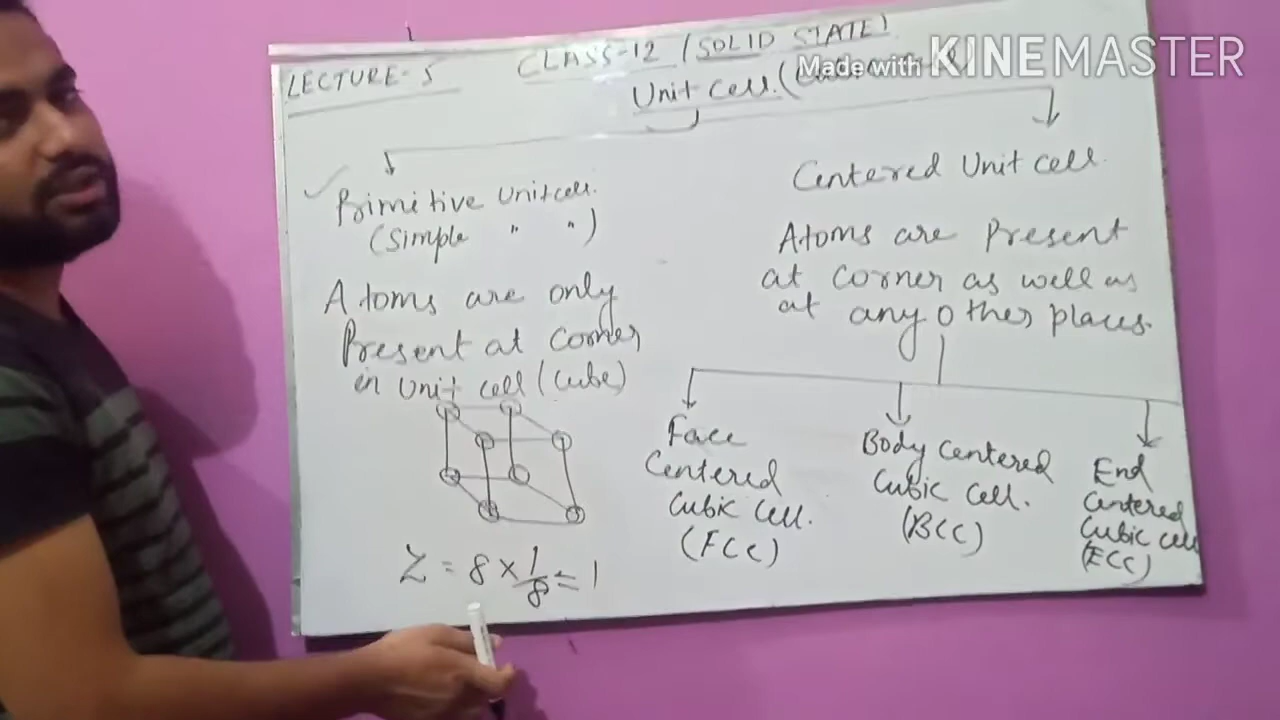 LECTURE-5
CLASS-12 (SOLID STATE)
Made with KINEMASTER
Unit Cell.
Primitive Unit cell.
(Simple " ")
Atoms are only
Present at Corner
in Unit cell (Cube)
Z = 8 × 1/8 = 1
Centered Unit cell.
Atoms are Present
at Corner as well as
at any other places.
Face
Centered
Cubic Cell.
(FCC)
Body Centered
Cubic Cell.
(BCC)
End
Centered
Cubic cell
(ECC)